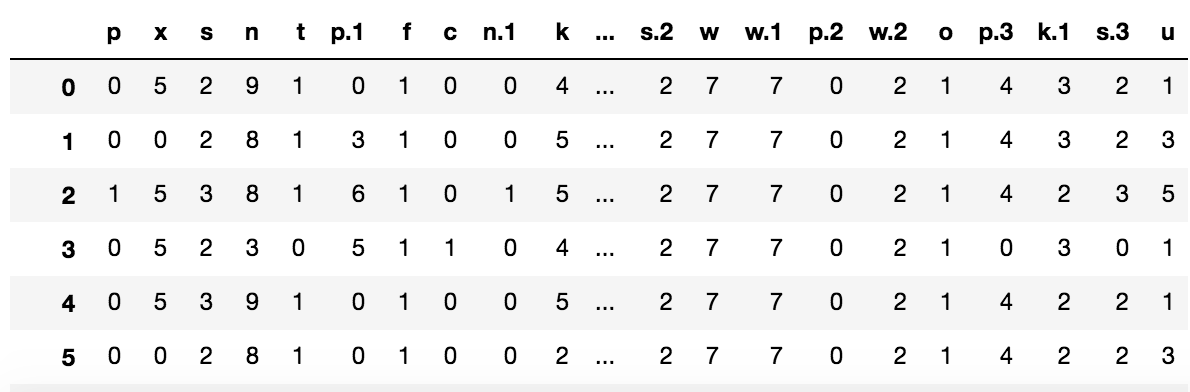 p x s n t p.1 f c n.1 k ... s.2 w w.1 p.2 w.2 o p.3 k.1 s.3 u
0 0 5 2 9 1 0 1 0 0 4 ... 2 7 7 0 2 1 4 3 2 1
1 0 0 2 8 1 3 1 0 0 5 ... 2 7 7 0 2 1 4 3 2 3
2 1 5 3 8 1 6 1 0 1 5 ... 2 7 7 0 2 1 4 2 3 5
3 0 5 2 3 0 5 1 1 0 4 ... 2 7 7 0 2 1 0 3 0 1
4 0 5 3 9 1 0 1 0 0 5 ... 2 7 7 0 2 1 4 2 2 1
5 0 0 2 8 1 0 1 0 0 2 ... 2 7 7 0 2 1 4 2 2 3